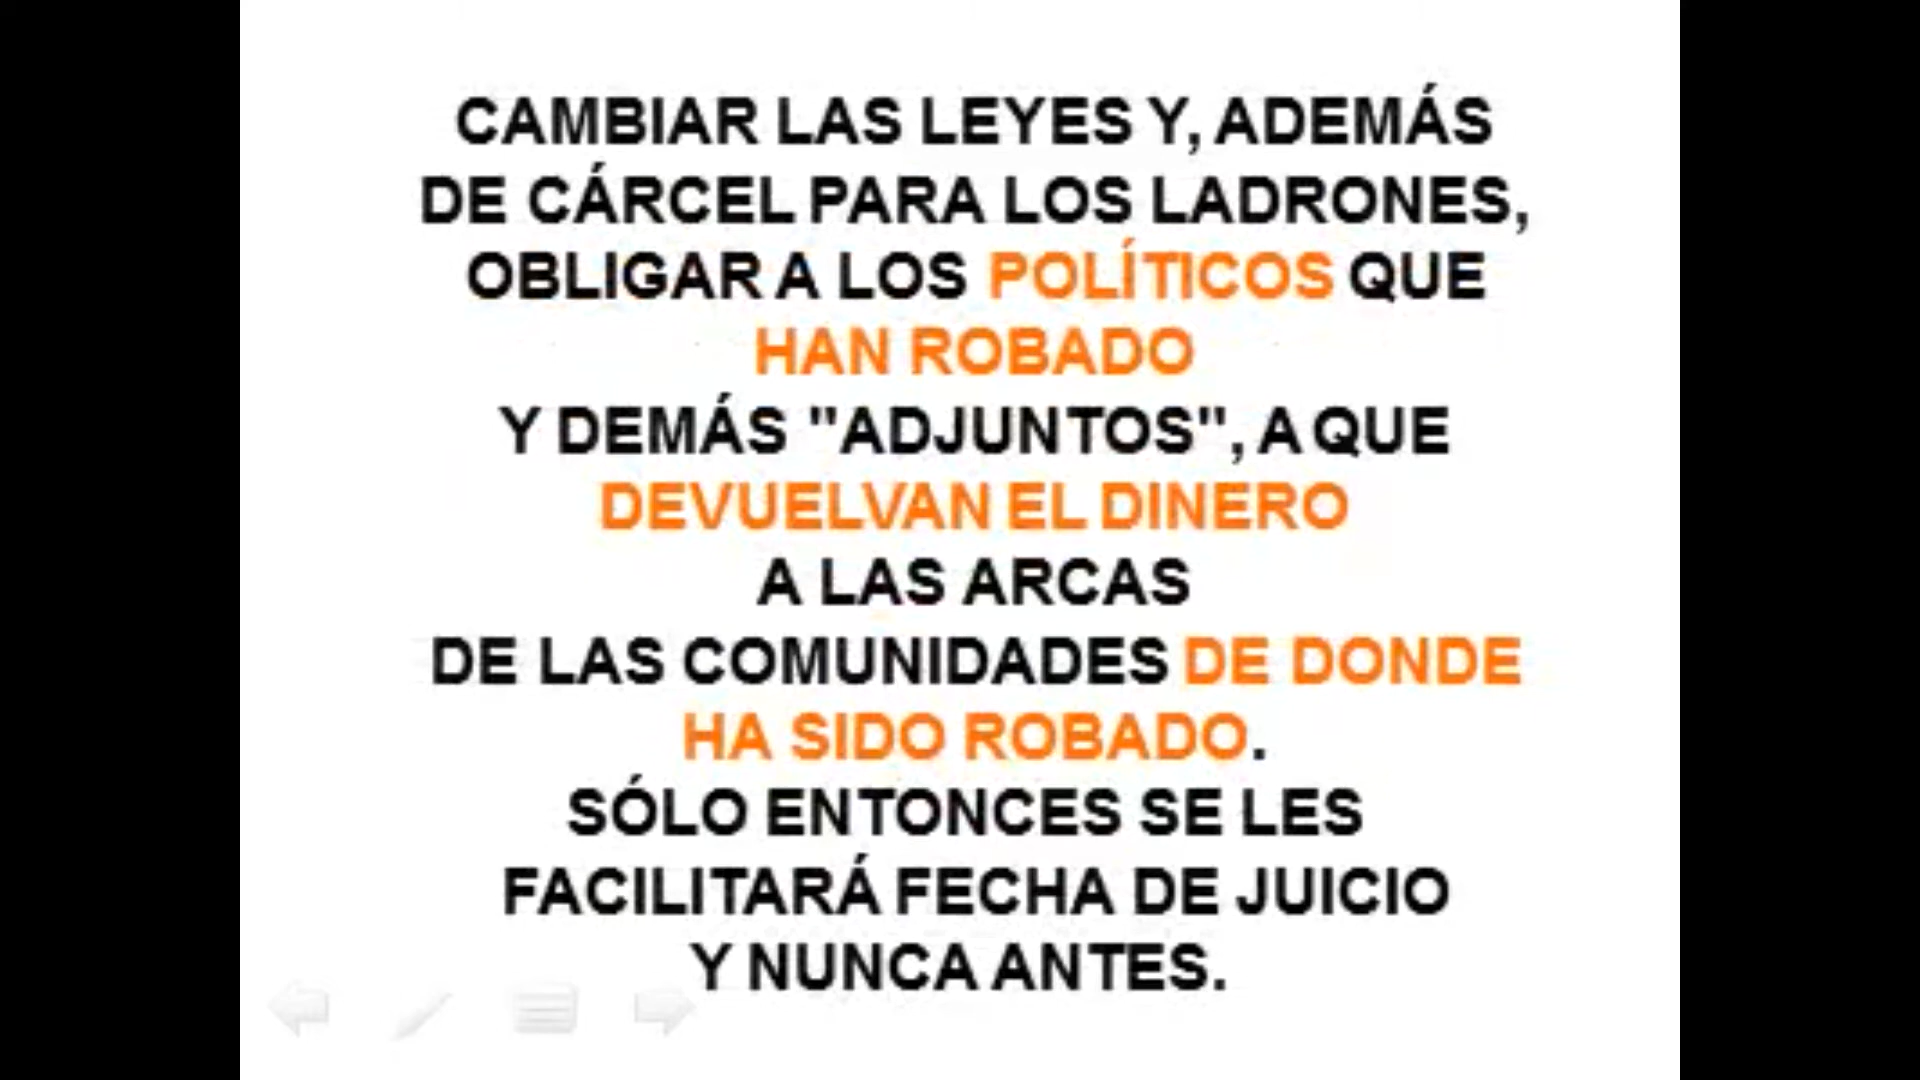 CAMBIAR LAS LEYES Y, ADEMÁS
DE CÁRCEL PARA LOS LADRONES,
OBLIGAR A LOS POLÍTICOS QUE
HAN ROBADO
Y DEMÁS "ADJUNTOS", A QUE
DEVUELVAN EL DINERO
A LAS ARCAS
DE LAS COMUNIDADES DE DONDE
HA SIDO ROBADO.
SÓLO ENTONCES SE LES
FACILITARÁ FECHA DE JUICIO
Y NUNCA ANTES.